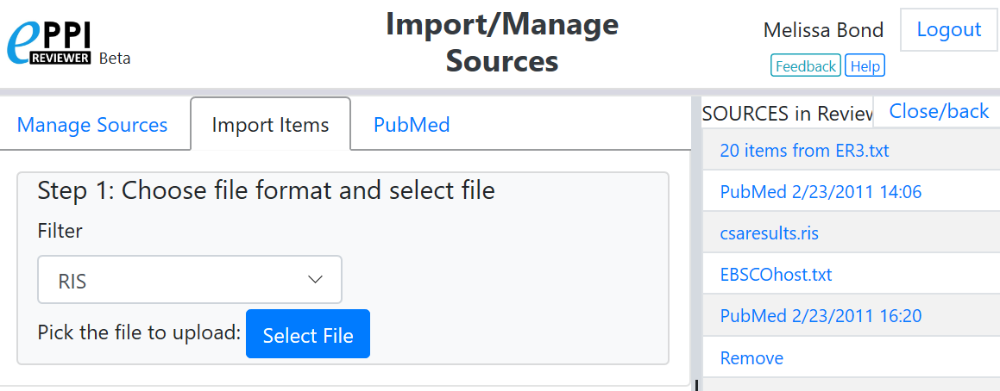 ePPI
REVIEWER Beta
Import/Manage
Sources
Melissa Bond
Logout
Feedback Help
Manage Sources Import Items PubMed
Step 1: Choose file format and select file
Filter
RIS
Pick the file to upload: Select File
SOURCES in Review Close/back
20 items from ER3.txt
PubMed 2/23/2011 14:06
csaresults.ris
EBSCOhost.txt
PubMed 2/23/2011 16:20
Remove